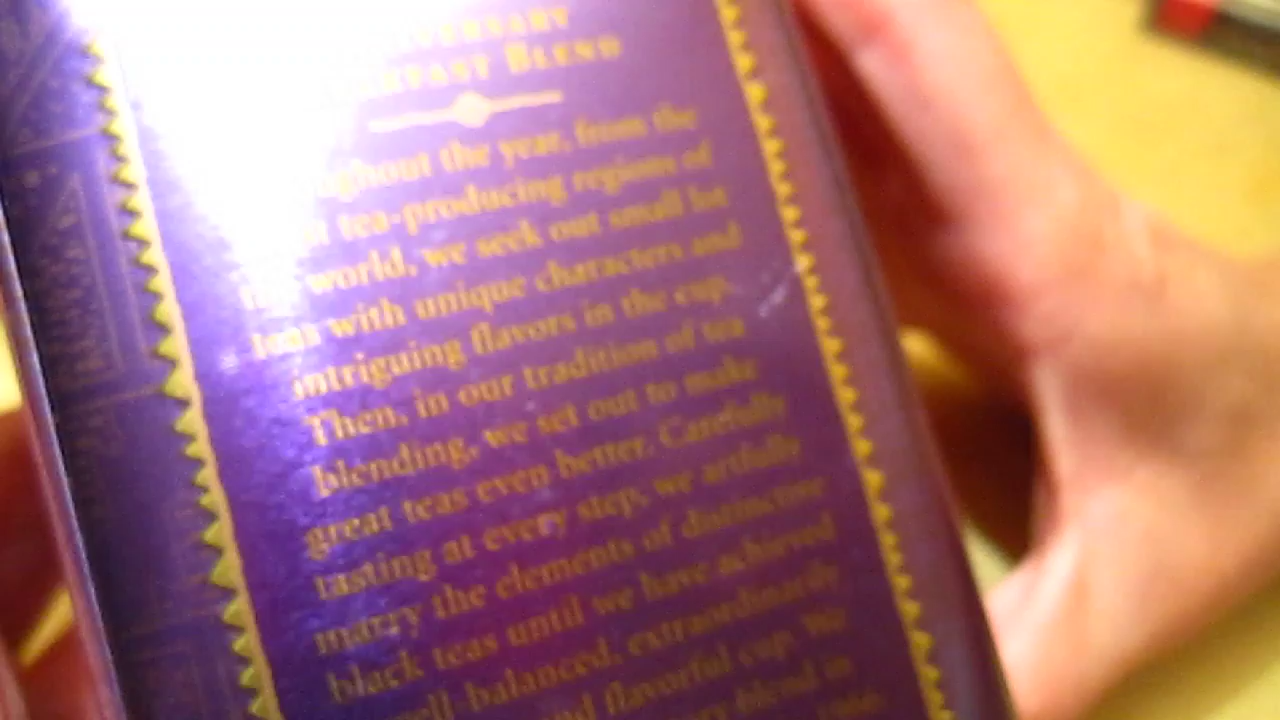 BLEND
the year, from the
tea-producing regions of
world, we seek out small lot
teas with unique characters and
intriguing flavors in the cup.
Then, in our tradition of tea
blending, we set out to make
great teas even better. Carefully
tasting at every step, we artfully
marry the elements of distinctive
black teas until we have achieved
well-balanced, extraordinarily
and flavorful cup. We
blend in